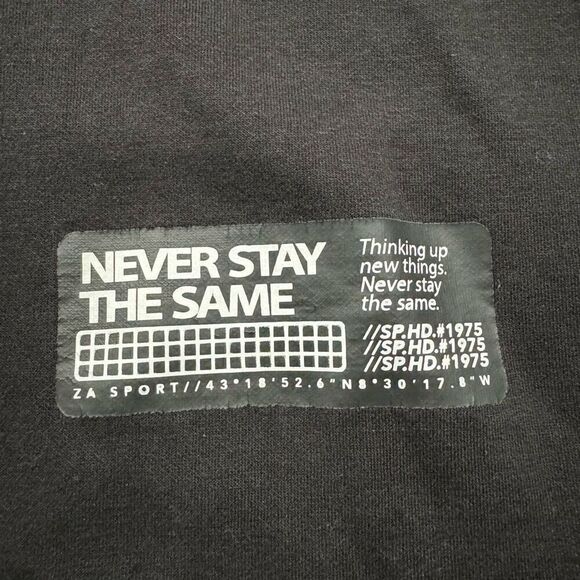 NEVER STAY
THE SAME
Thinking up
new things.
Never stay
the same.
//SP.HD.#1975
//SP.HD.#1975
//SP.HD.#1975
ZA SPORT//43°18'52.6"N8°30'17.8"W